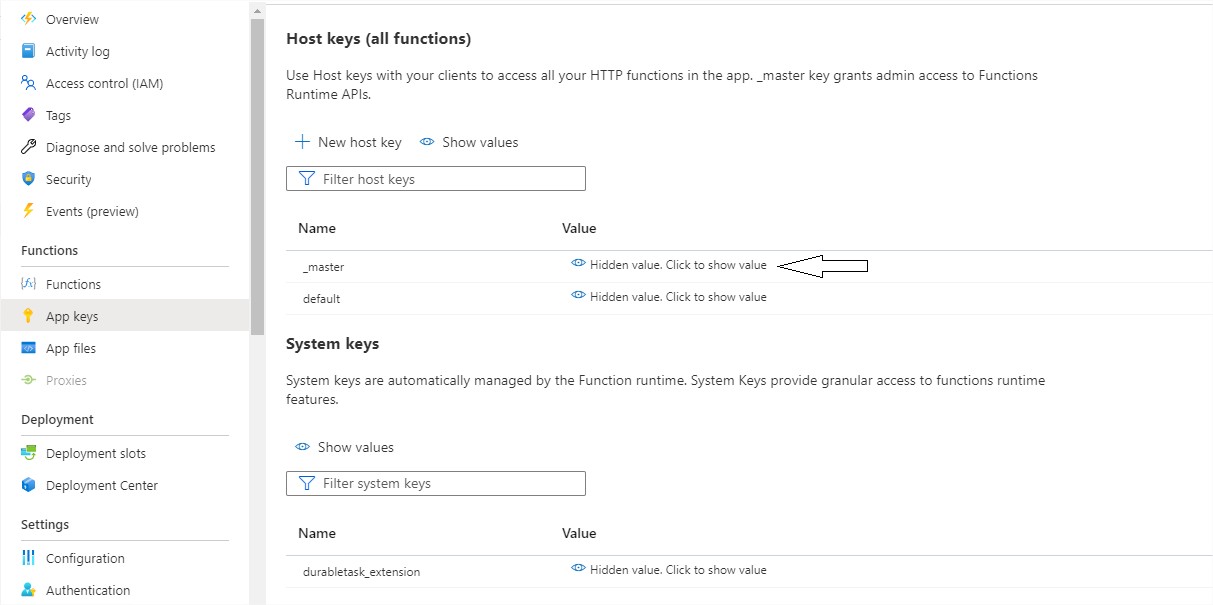 Overview
Activity log
Access control (IAM)
Tags
Diagnose and solve problems
Security
Events (preview)
Functions
Functions
App keys
App files
Proxies
Deployment
Deployment slots
Deployment Center
Settings
Configuration
Authentication
Host keys (all functions)
Use Host keys with your clients to access all your HTTP functions in the app. _master key grants admin access to Functions
Runtime APIs.
New host key Show values
Filter host keys
Name Value
_master Hidden value. Click to show value
default Hidden value. Click to show value
System keys
System keys are automatically managed by the Function runtime. System Keys provide granular access to functions runtime
features.
Show values
Filter system keys
Name Value
durabletask_extension Hidden value. Click to show value